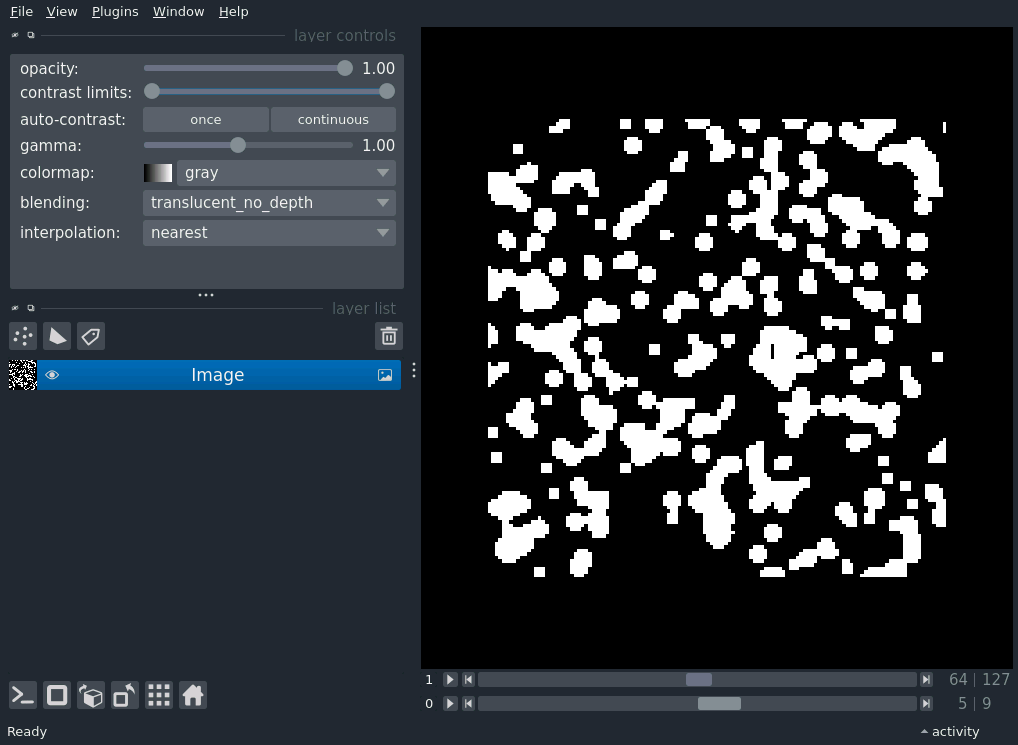 File View Plugins Window Help
layer controls
opacity: 1.00
contrast limits:
auto-contrast: once continuous
gamma: 1.00
colormap: gray
blending: translucent_no_depth
interpolation: nearest
layer list
Image
1 64 | 127
0 5 | 9
Ready activity